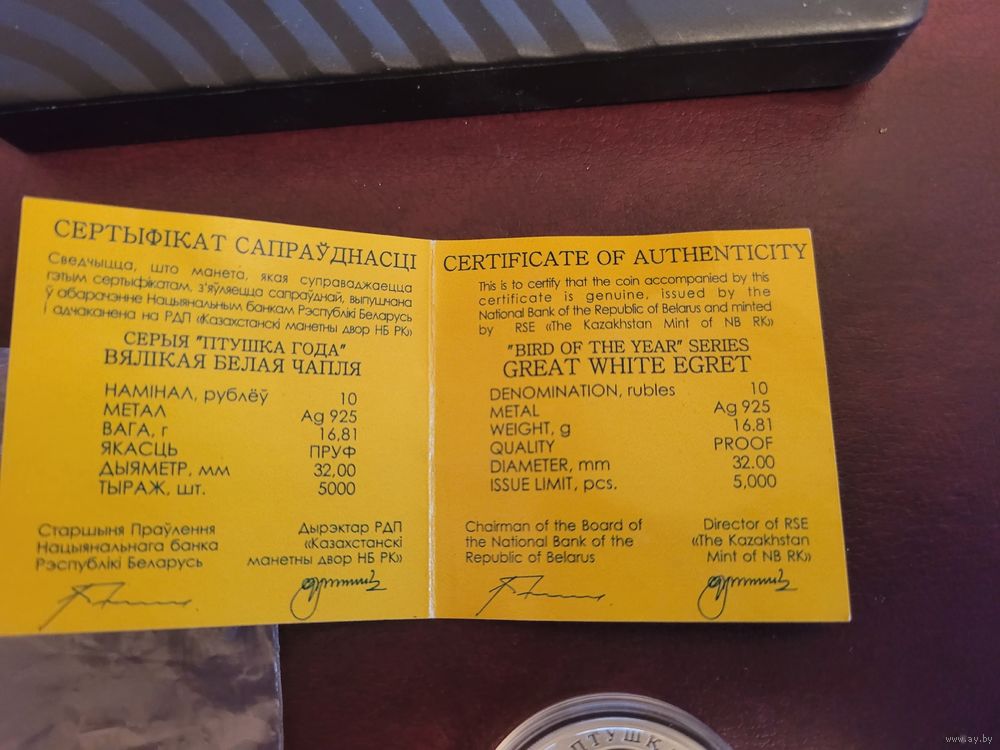 СЕРТЫФІКАТ САПРАЎДНАСЦІ
Сведчыцца, што манета, якая суправаджаецца
гэтым сертыфікатам, з'яўляецца сапраўднай, выпушчана
ў абарачэнне Нацыянальным банкам Рэспублікі Беларусь
і адчаканена на РДП «Казахстанскі манетны двор НБ РК»
СЕРЫЯ "ПТУШКА ГОДА"
ВЯЛІКАЯ БЕЛАЯ ЧАПЛЯ
НАМІНАЛ, рублёў 10
МЕТАЛ Ag 925
ВАГА, г 16,81
ЯКАСЦЬ ПРУФ
ДЫЯМЕТР, мм 32,00
ТЫРАЖ, шт. 5000
Старшыня Праўлення
Нацыянальнага банка
Рэспублікі Беларусь
Дырэктар РДП
«Казахстанскі
манетны двор НБ РК»
CERTIFICATE OF AUTHENTICITY
This is to certify that the coin accompanied by this
certificate is genuine, issued by the
National Bank of the Republic of Belarus and minted
by RSE «The Kazakhstan Mint of NB RK»
"BIRD OF THE YEAR" SERIES
GREAT WHITE EGRET
DENOMINATION, rubles 10
METAL Ag 925
WEIGHT, g 16.81
QUALITY PROOF
DIAMETER, mm 32.00
ISSUE LIMIT, pcs. 5,000
Chairman of the Board of
the National Bank of the
Republic of Belarus
Director of RSE
«The Kazakhstan
Mint of NB RK»
ПТУШК
www.ay.by